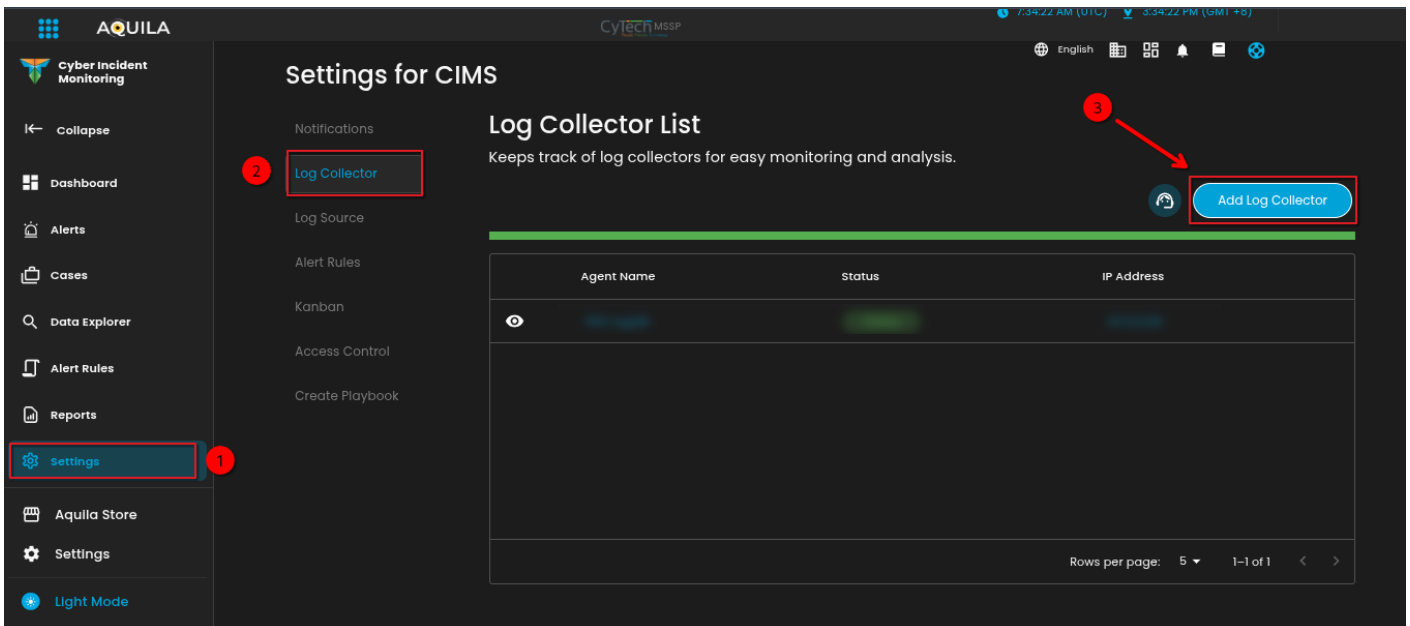 AQUILA
CyTech MSSP
7:34:22 AM (UTC) 3:34:22 PM (GMT +8)
Cyber Incident
Monitoring
English
Settings for CIMS
Collapse
Dashboard
Alerts
Cases
Data Explorer
Alert Rules
Reports
Settings
1
Aquila Store
Settings
Light Mode
Notifications
2
Log Collector
Log Source
Alert Rules
Kanban
Access Control
Create Playbook
Log Collector List
Keeps track of log collectors for easy monitoring and analysis.
3
Add Log Collector
Agent Name Status IP Address
Rows per page: 5 1–1 of 1